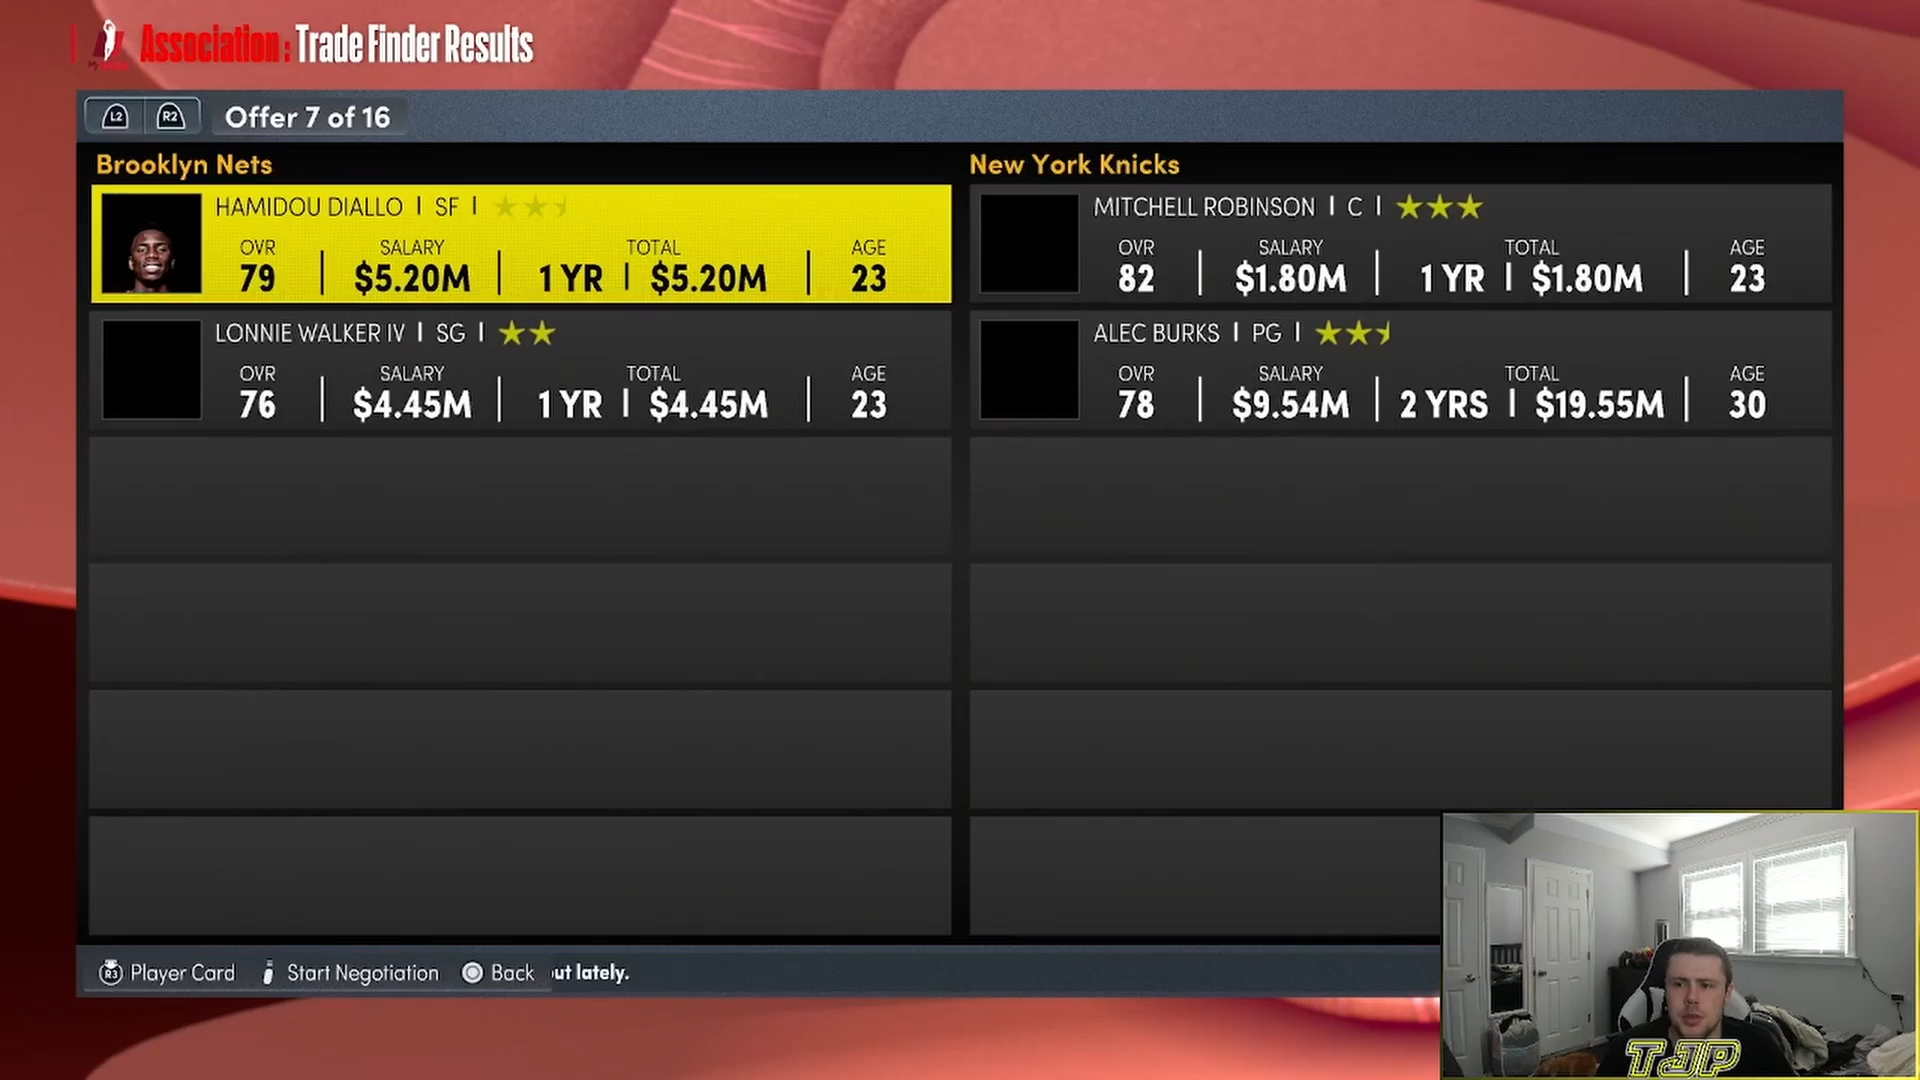 Association : Trade Finder Results
L2 R2 Offer 7 of 16
Brooklyn Nets
HAMIDOU DIALLO | SF |
OVR SALARY TOTAL AGE
79 | $5.20M | 1 YR | $5.20M | 23
LONNIE WALKER IV | SG |
OVR SALARY TOTAL AGE
76 | $4.45M | 1 YR | $4.45M | 23
New York Knicks
MITCHELL ROBINSON | C |
OVR SALARY TOTAL AGE
82 | $1.80M | 1 YR | $1.80M | 23
ALEC BURKS | PG |
OVR SALARY TOTAL AGE
78 | $9.54M | 2 YRS | $19.55M | 30
R3 Player Card Start Negotiation Back ut lately.
TJP